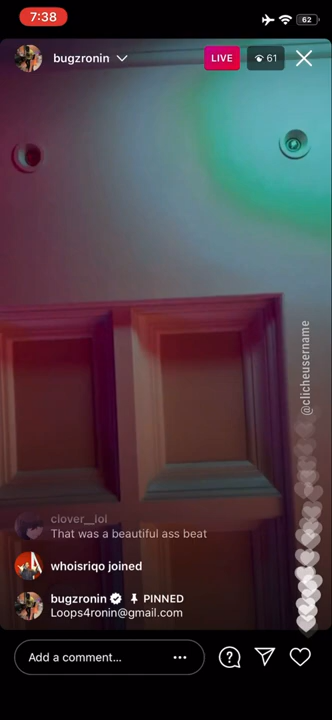 7:38
62
bugzronin
LIVE
61
@clicheusername
clover__lol
That was a beautiful ass beat
whoisriqo joined
bugzronin PINNED
Loops4ronin@gmail.com
Add a comment...